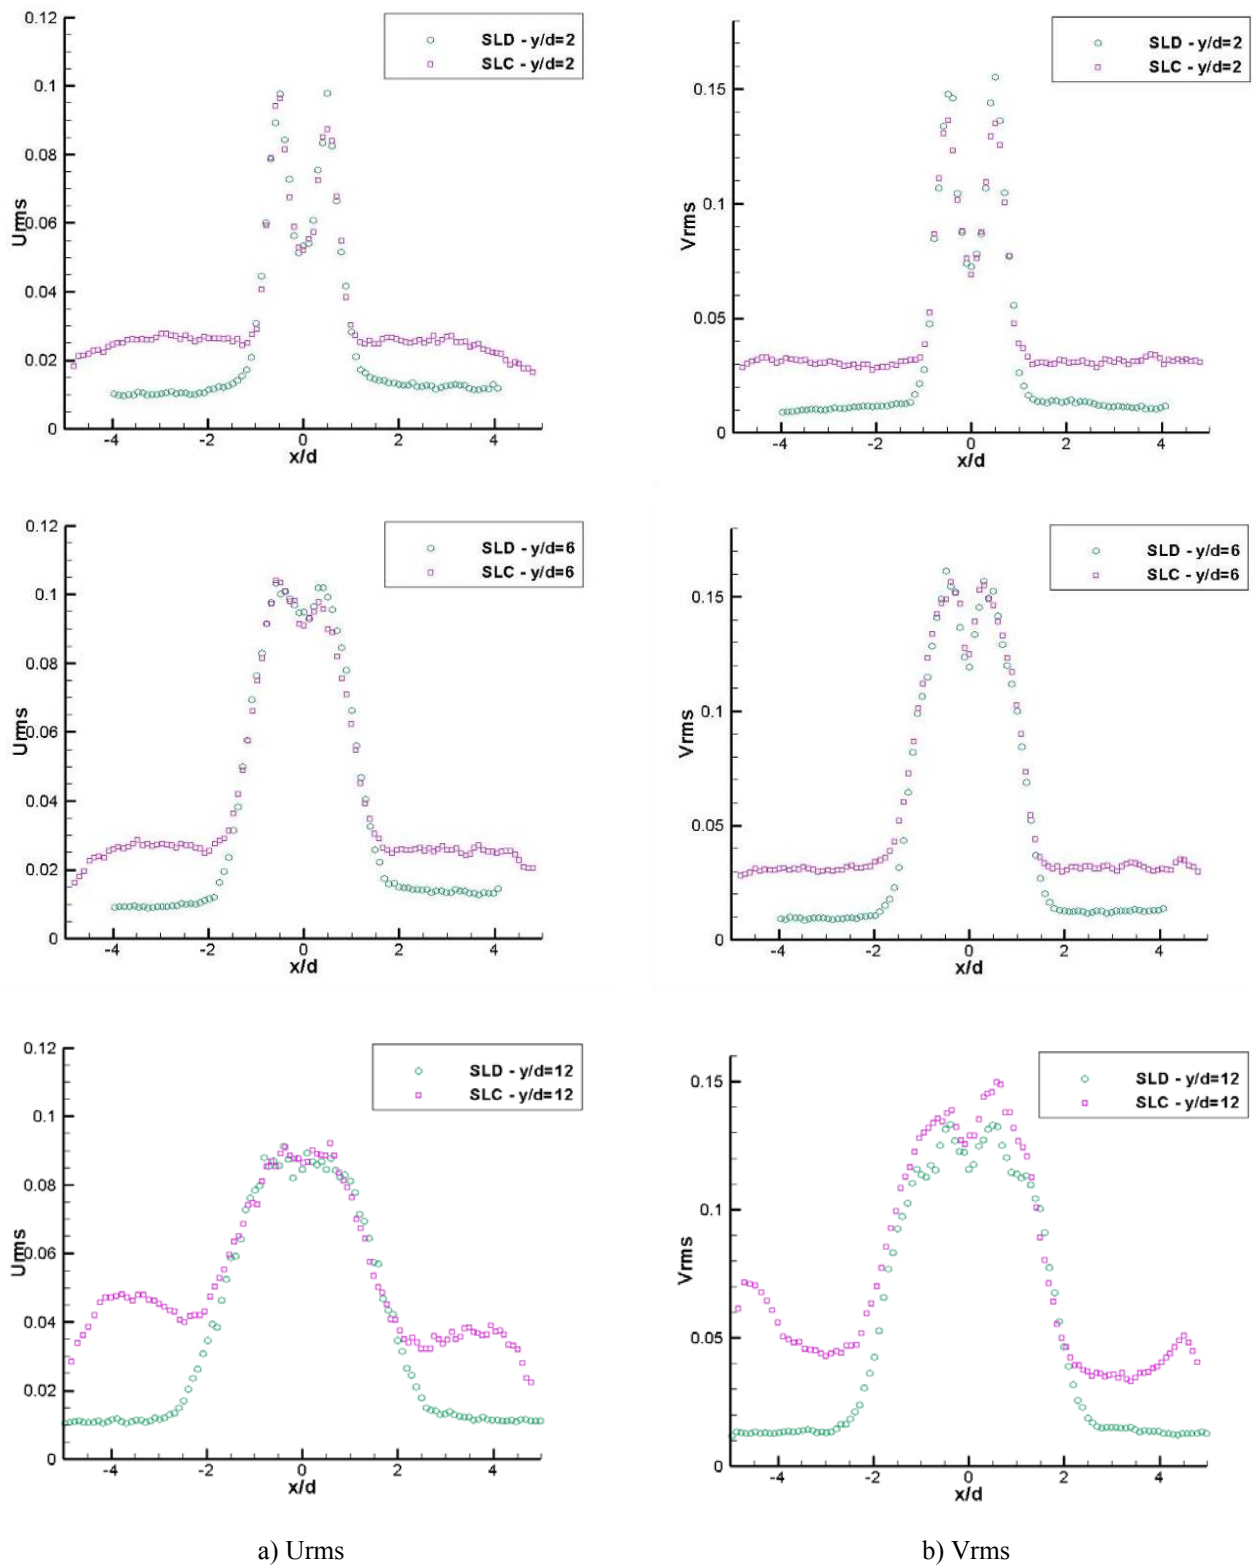 0.12
0.1
0.08
0.06
0.04
0.02
0
Urms
-4 -2 0 2 4
x/d
SLD - y/d=2
SLC - y/d=2
0.15
0.1
0.05
0
Vrms
-4 -2 0 2 4
x/d
SLD - y/d=2
SLC - y/d=2
0.12
0.1
0.08
0.06
0.04
0.02
0
Urms
-4 -2 0 2 4
x/d
SLD - y/d=6
SLC - y/d=6
0.15
0.1
0.05
0
Vrms
-4 -2 0 2 4
x/d
SLD - y/d=6
SLC - y/d=6
0.12
0.1
0.08
0.06
0.04
0.02
0
Urms
-4 -2 0 2 4
x/d
SLD - y/d=12
SLC - y/d=12
0.15
0.1
0.05
0
Vrms
-4 -2 0 2 4
x/d
SLD - y/d=12
SLC - y/d=12
a) Urms
b) Vrms